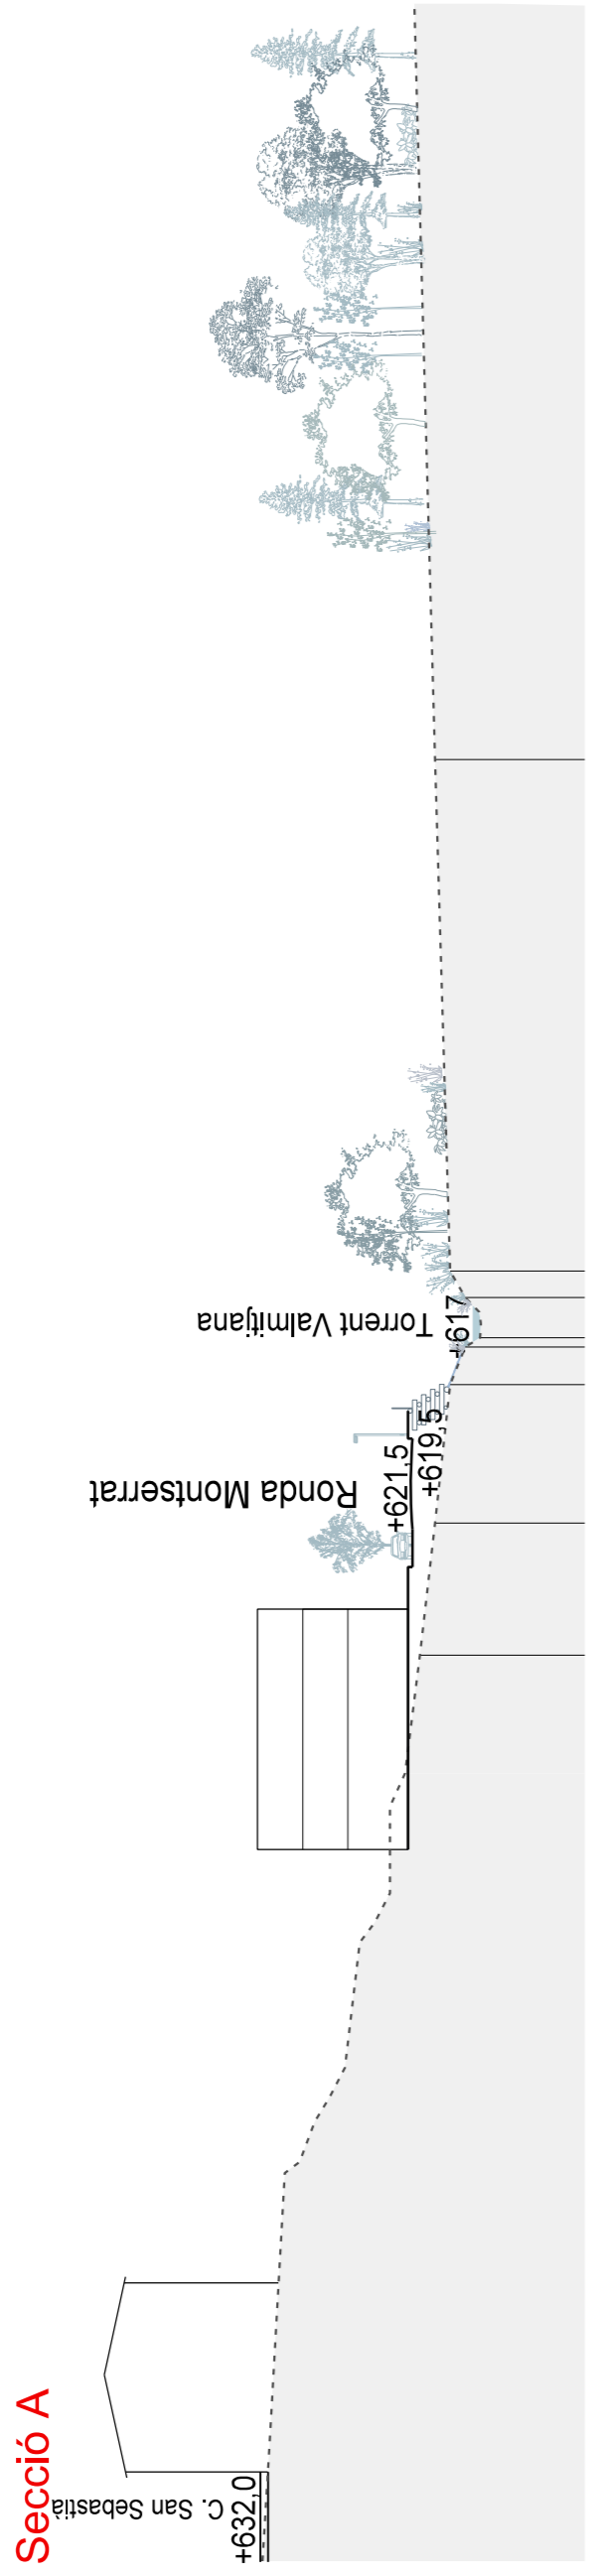 Secció A
C. San Sebastià
+632,0
Ronda Montserrat
+621,5
+619,5
Torrent Valmitjana
+617